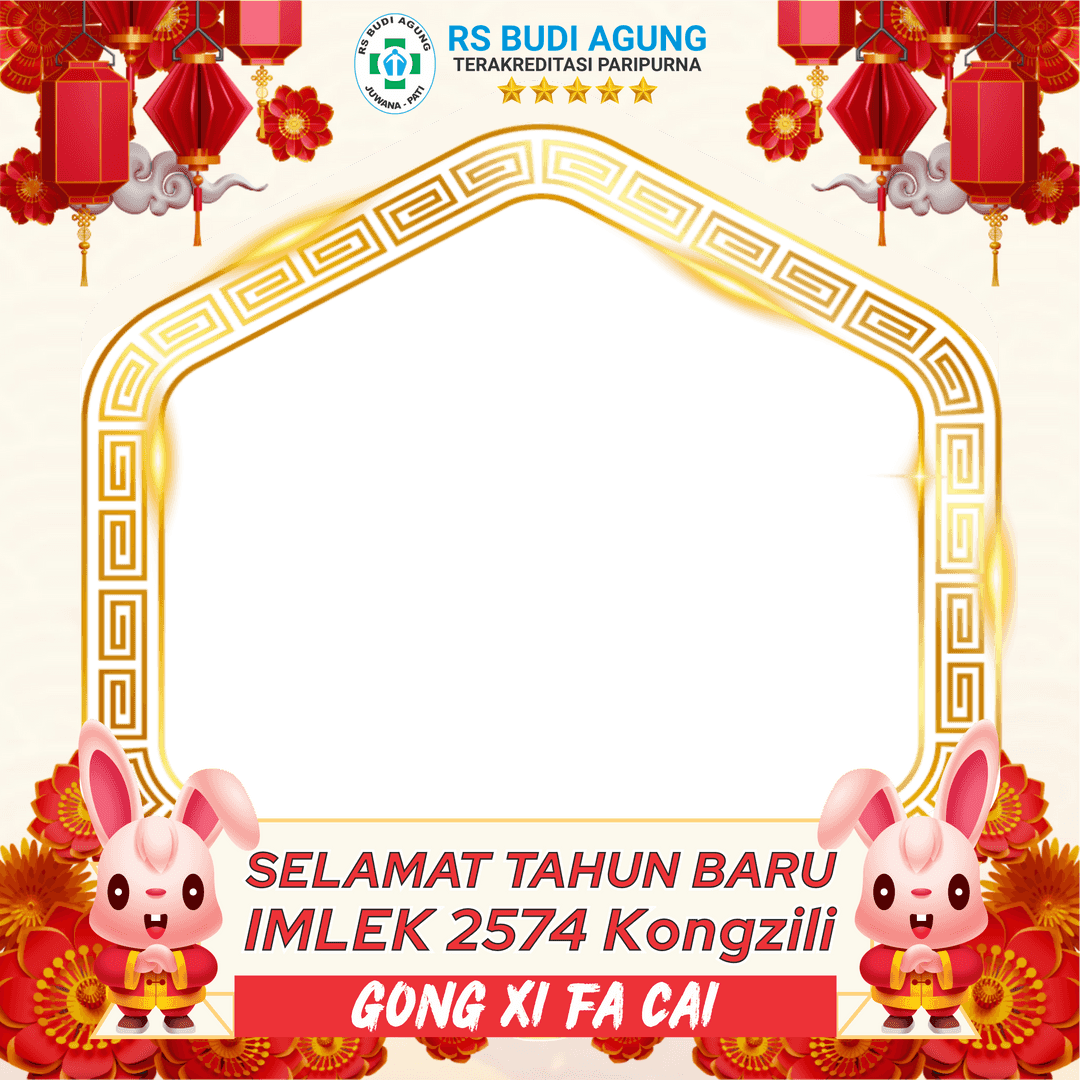 RS BUDI AGUNG
JUWANA - PATI
RS BUDI AGUNG
TERAKREDITASI PARIPURNA
SELAMAT TAHUN BARU
IMLEK 2574 Kongzili
GONG XI FA CAI